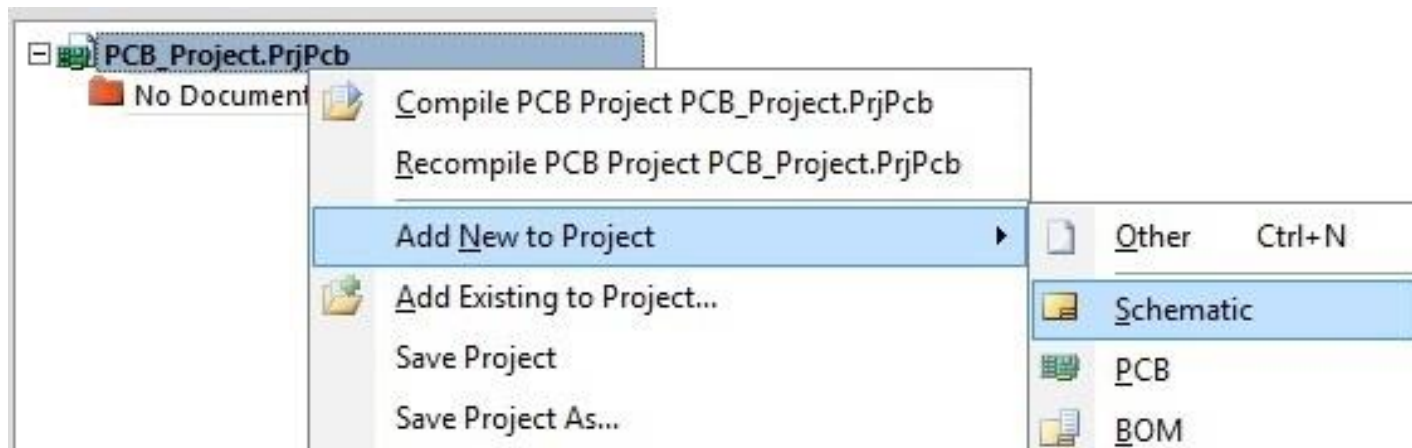 PCB_Project.PrjPcb
No Document
Compile PCB Project PCB_Project.PrjPcb
Recompile PCB Project PCB_Project.PrjPcb
Add New to Project
Add Existing to Project...
Save Project
Save Project As...
Other Ctrl+N
Schematic
PCB
BOM